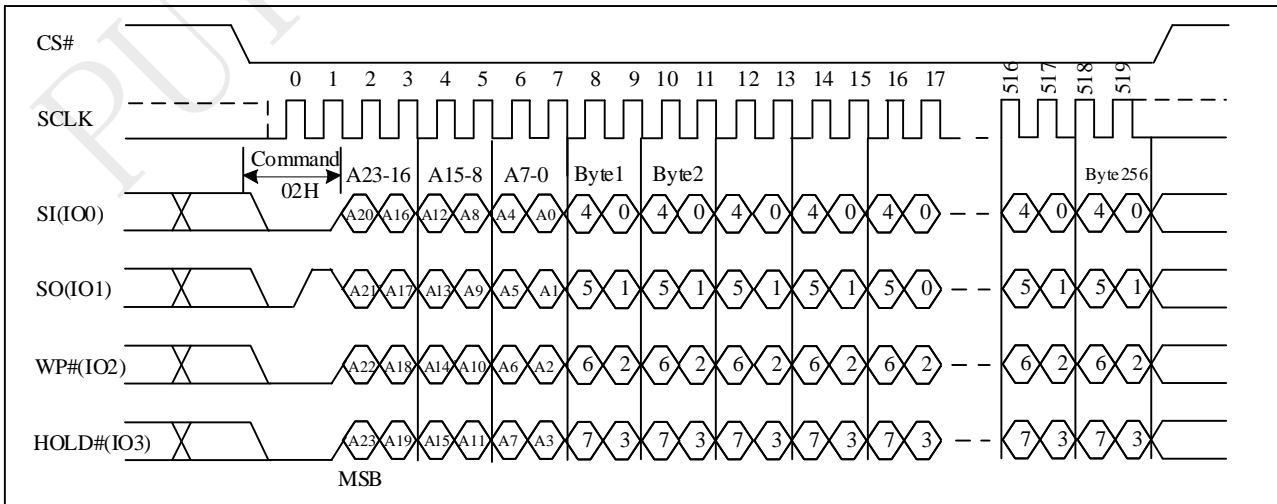 PUY
CS#
0 1 2 3 4 5 6 7 8 9 10 11 12 13 14 15 16 17 516 517 518 519
SCLK
Command
02H
A23-16 A15-8 A7-0 Byte1 Byte2 Byte256
SI(IO0) A20 A16 A12 A8 A4 A0 4 0 4 0 4 0 4 0 4 0 4 0 4 0
SO(IO1) A21 A17 A13 A9 A5 A1 5 1 5 1 5 1 5 1 5 0 5 1 5 1
WP#(IO2) A22 A18 A14 A10 A6 A2 6 2 6 2 6 2 6 2 6 2 6 2 6 2
HOLD#(IO3) A23 A19 A15 A11 A7 A3 7 3 7 3 7 3 7 3 7 3 7 3 7 3
MSB